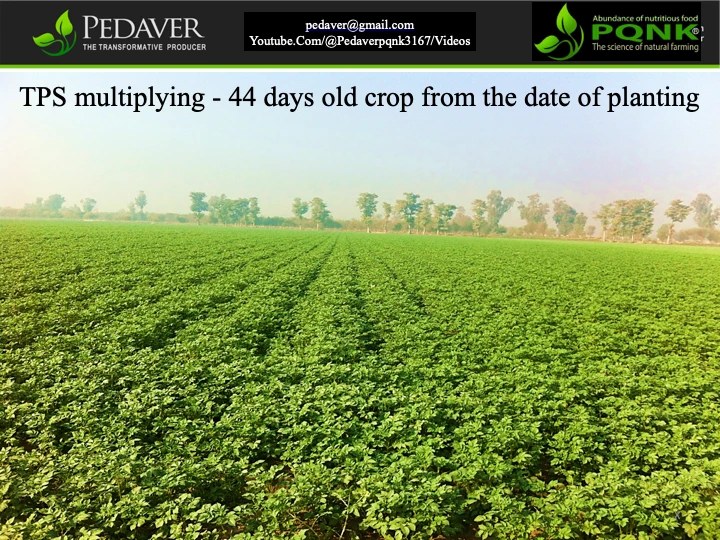 PEDAVER
THE TRANSFORMATIVE PRODUCER
pedaver@gmail.com
Youtube.Com/@Pedaverpqnk3167/Videos
Abundance of nutritious food
PQNK®
The science of natural farming
TPS multiplying - 44 days old crop from the date of planting